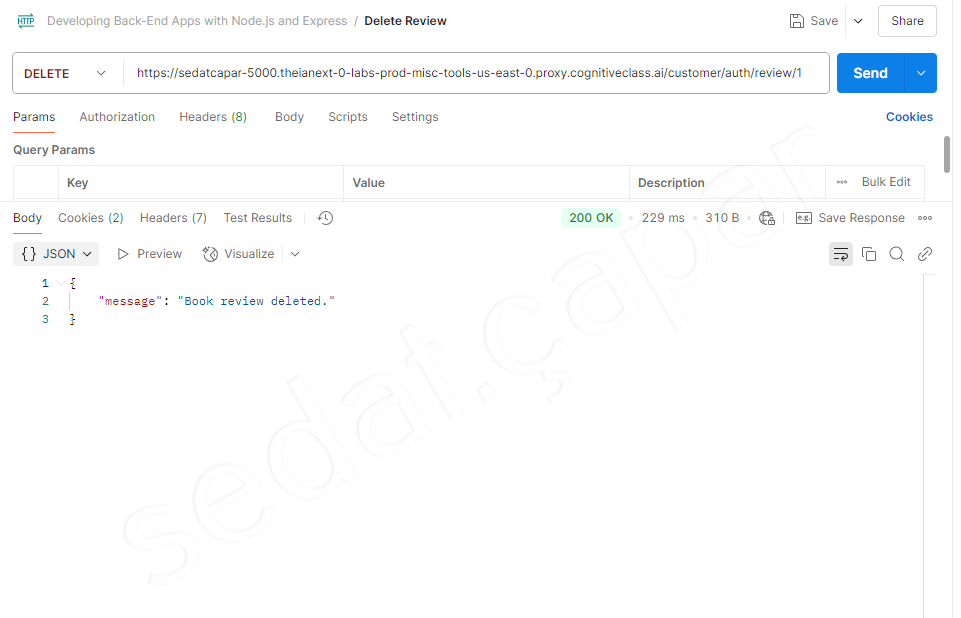 HTTP Developing Back-End Apps with Node.js and Express / Delete Review Save Share
DELETE https://sedatcapar-5000.theianext-0-labs-prod-misc-tools-us-east-0.proxy.cognitiveclass.ai/customer/auth/review/1 Send
Params Authorization Headers (8) Body Scripts Settings Cookies
Query Params
Key Value Description ••• Bulk Edit
Body Cookies (2) Headers (7) Test Results 200 OK • 229 ms • 310 B • e.g. Save Response •••
{} JSON Preview Visualize
1 {
2 "message": "Book review deleted."
3 }
sedat.çapar